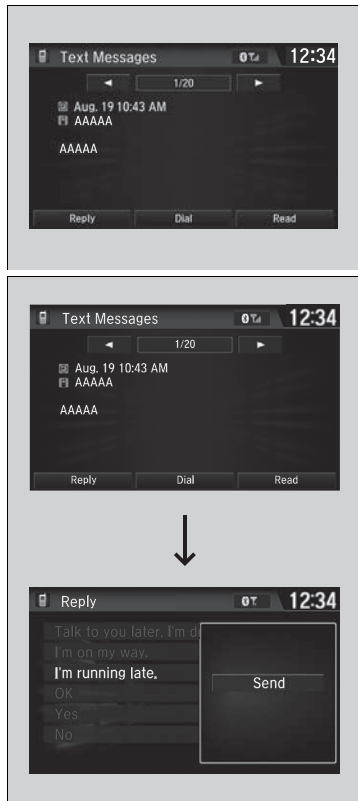 Text Messages 12:34
1/20
Aug. 19 10:43 AM
AAAAA
AAAAA
Reply Dial Read
Text Messages 12:34
1/20
Aug. 19 10:43 AM
AAAAA
AAAAA
Reply Dial Read
Reply 12:34
Talk to you later, I'm d
I'm on my way.
I'm running late.
Send
OK
Yes
No